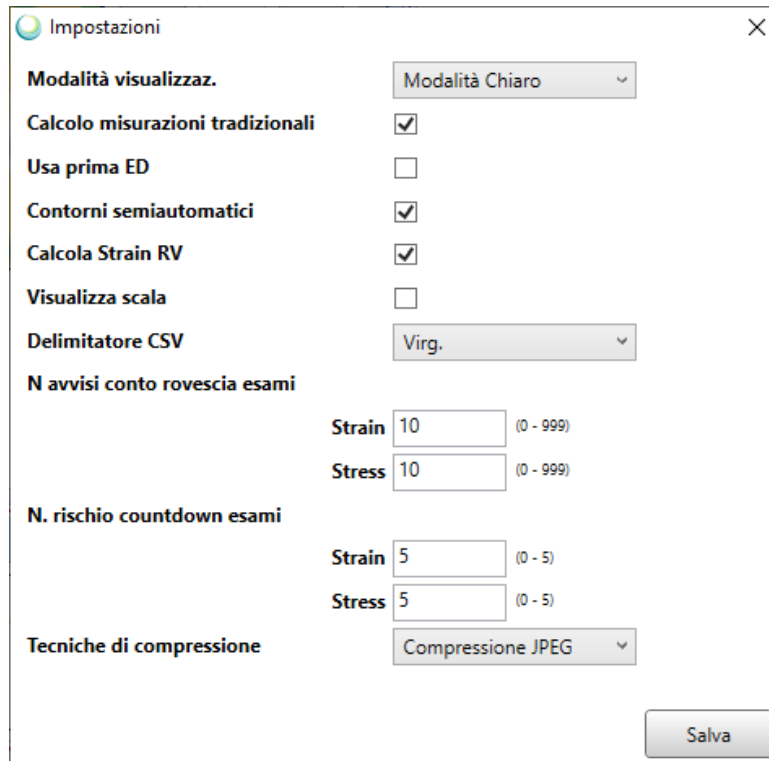 Impostazioni
Modalità visualizzaz. Modalità Chiaro
Calcolo misurazioni tradizionali
Usa prima ED
Contorni semiautomatici
Calcola Strain RV
Visualizza scala
Delimitatore CSV Virg.
N avvisi conto rovescia esami
Strain 10 (0 - 999)
Stress 10 (0 - 999)
N. rischio countdown esami
Strain 5 (0 - 5)
Stress 5 (0 - 5)
Tecniche di compressione Compressione JPEG
Salva